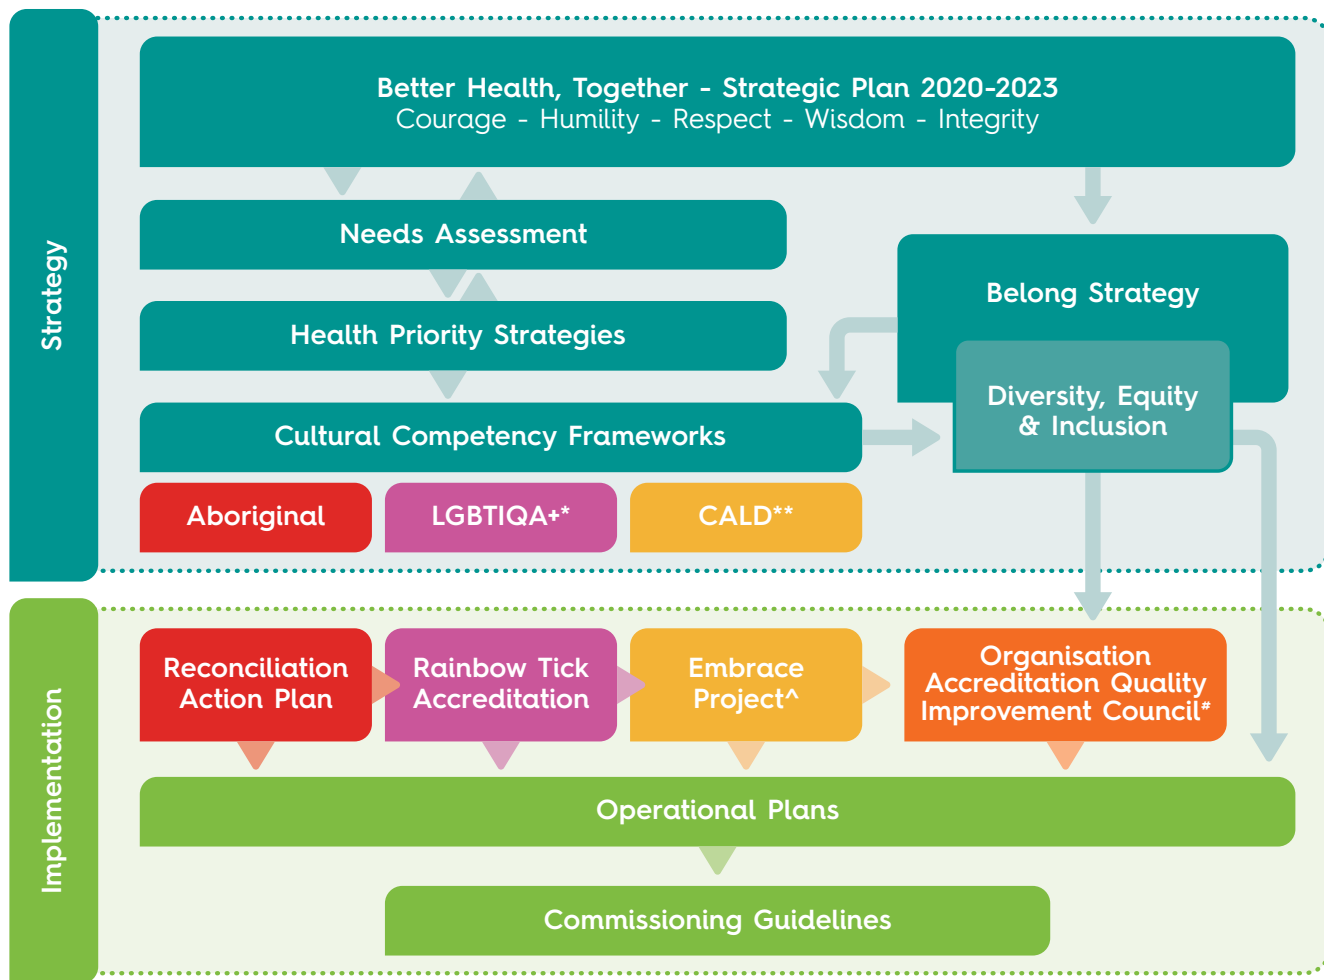 Strategy
Better Health, Together - Strategic Plan 2020-2023
Courage - Humility - Respect - Wisdom - Integrity
Needs Assessment
Health Priority Strategies
Cultural Competency Frameworks
Belong Strategy
Diversity, Equity
& Inclusion
Aboriginal
LGBTIQA+*
CALD**
Implementation
Reconciliation
Action Plan
Rainbow Tick
Accreditation
Embrace
Project^
Organisation
Accreditation Quality
Improvement Council#
Operational Plans
Commissioning Guidelines